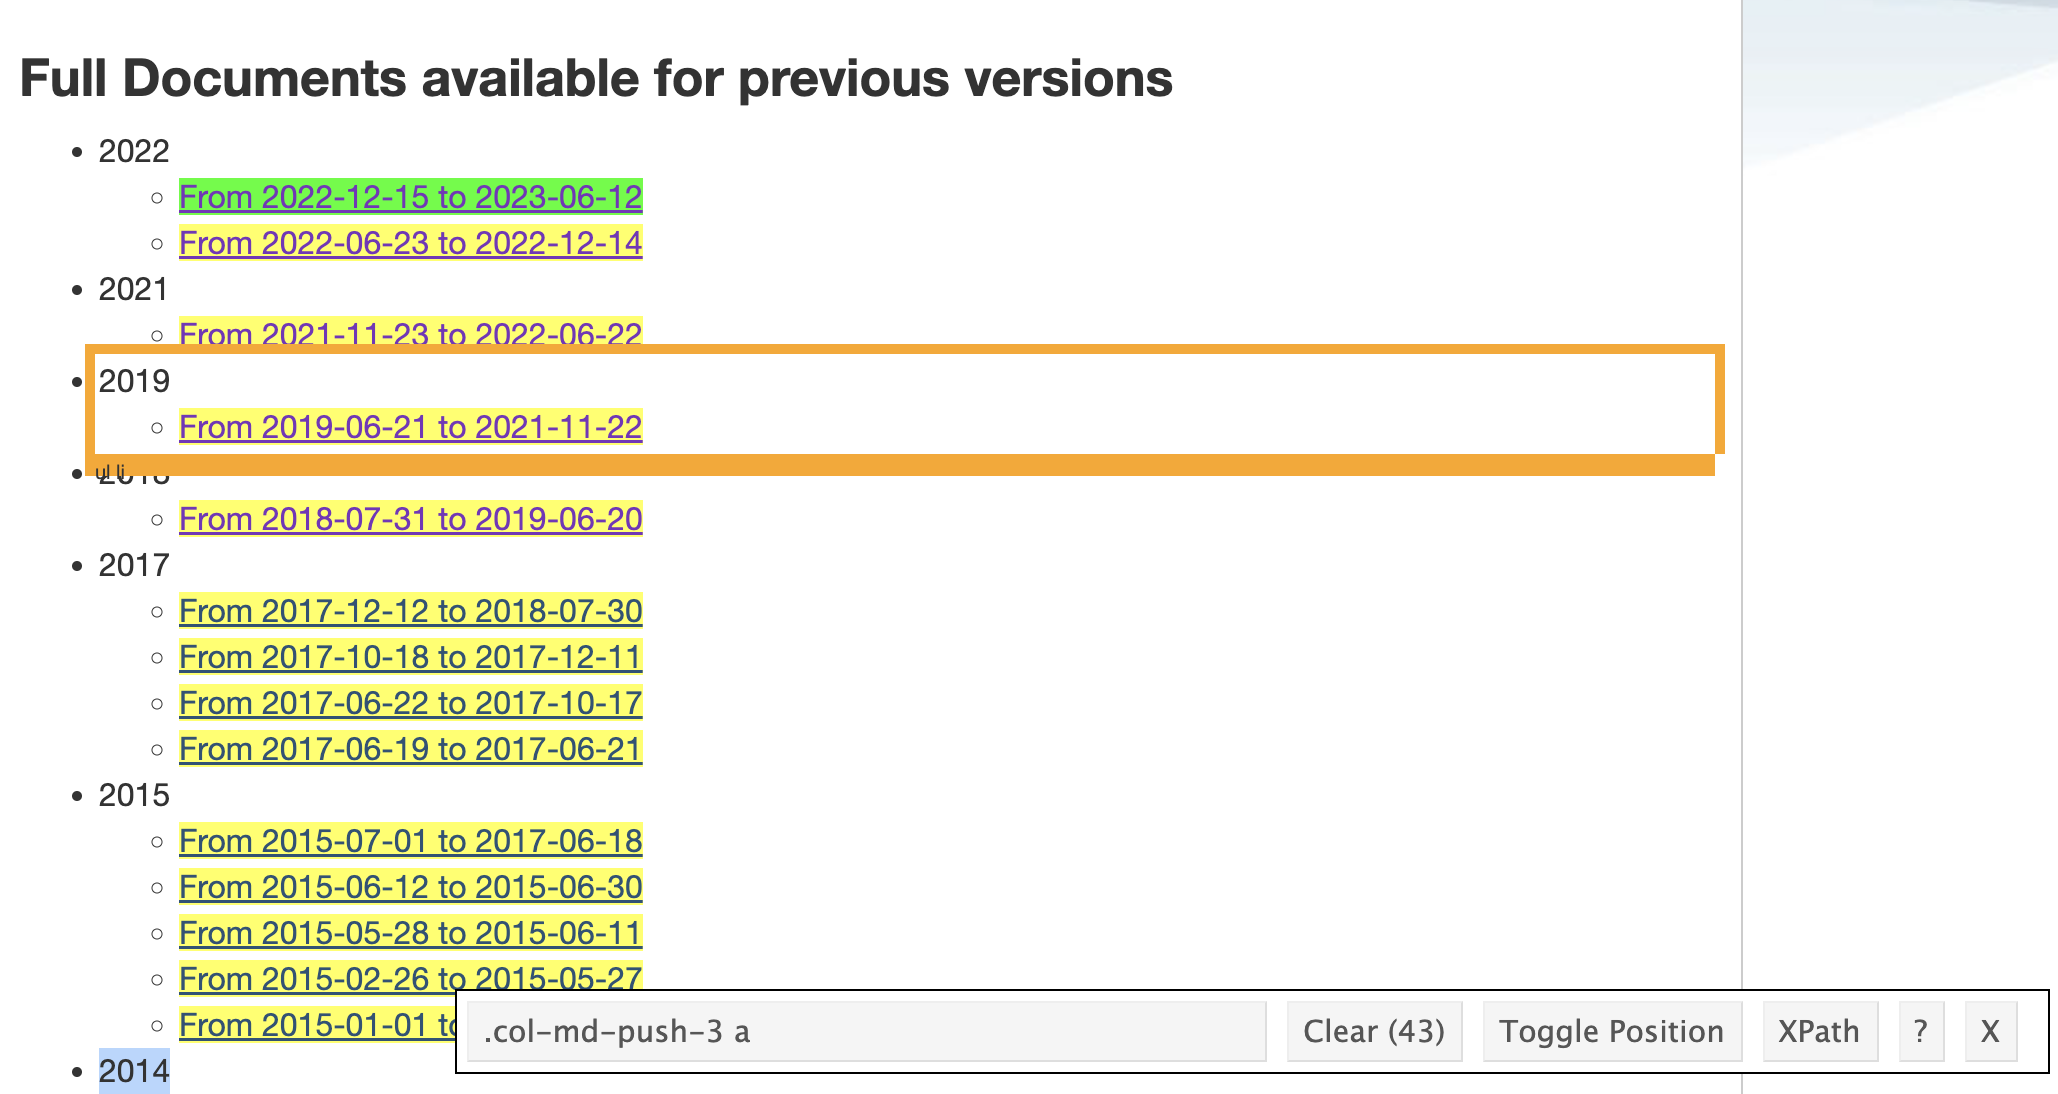 Full Documents available for previous versions
2022
From 2022-12-15 to 2023-06-12
From 2022-06-23 to 2022-12-14
2021
From 2021-11-23 to 2022-06-22
2019
From 2019-06-21 to 2021-11-22
ul li
From 2018-07-31 to 2019-06-20
2017
From 2017-12-12 to 2018-07-30
From 2017-10-18 to 2017-12-11
From 2017-06-22 to 2017-10-17
From 2017-06-19 to 2017-06-21
2015
From 2015-07-01 to 2017-06-18
From 2015-06-12 to 2015-06-30
From 2015-05-28 to 2015-06-11
From 2015-02-26 to 2015-05-27
From 2015-01-01
.col-md-push-3 a Clear (43) Toggle Position XPath ? X
2014